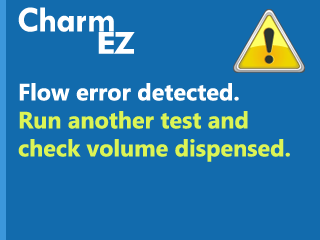 Charm
EZ
Flow error detected.
Run another test and
check volume dispensed.